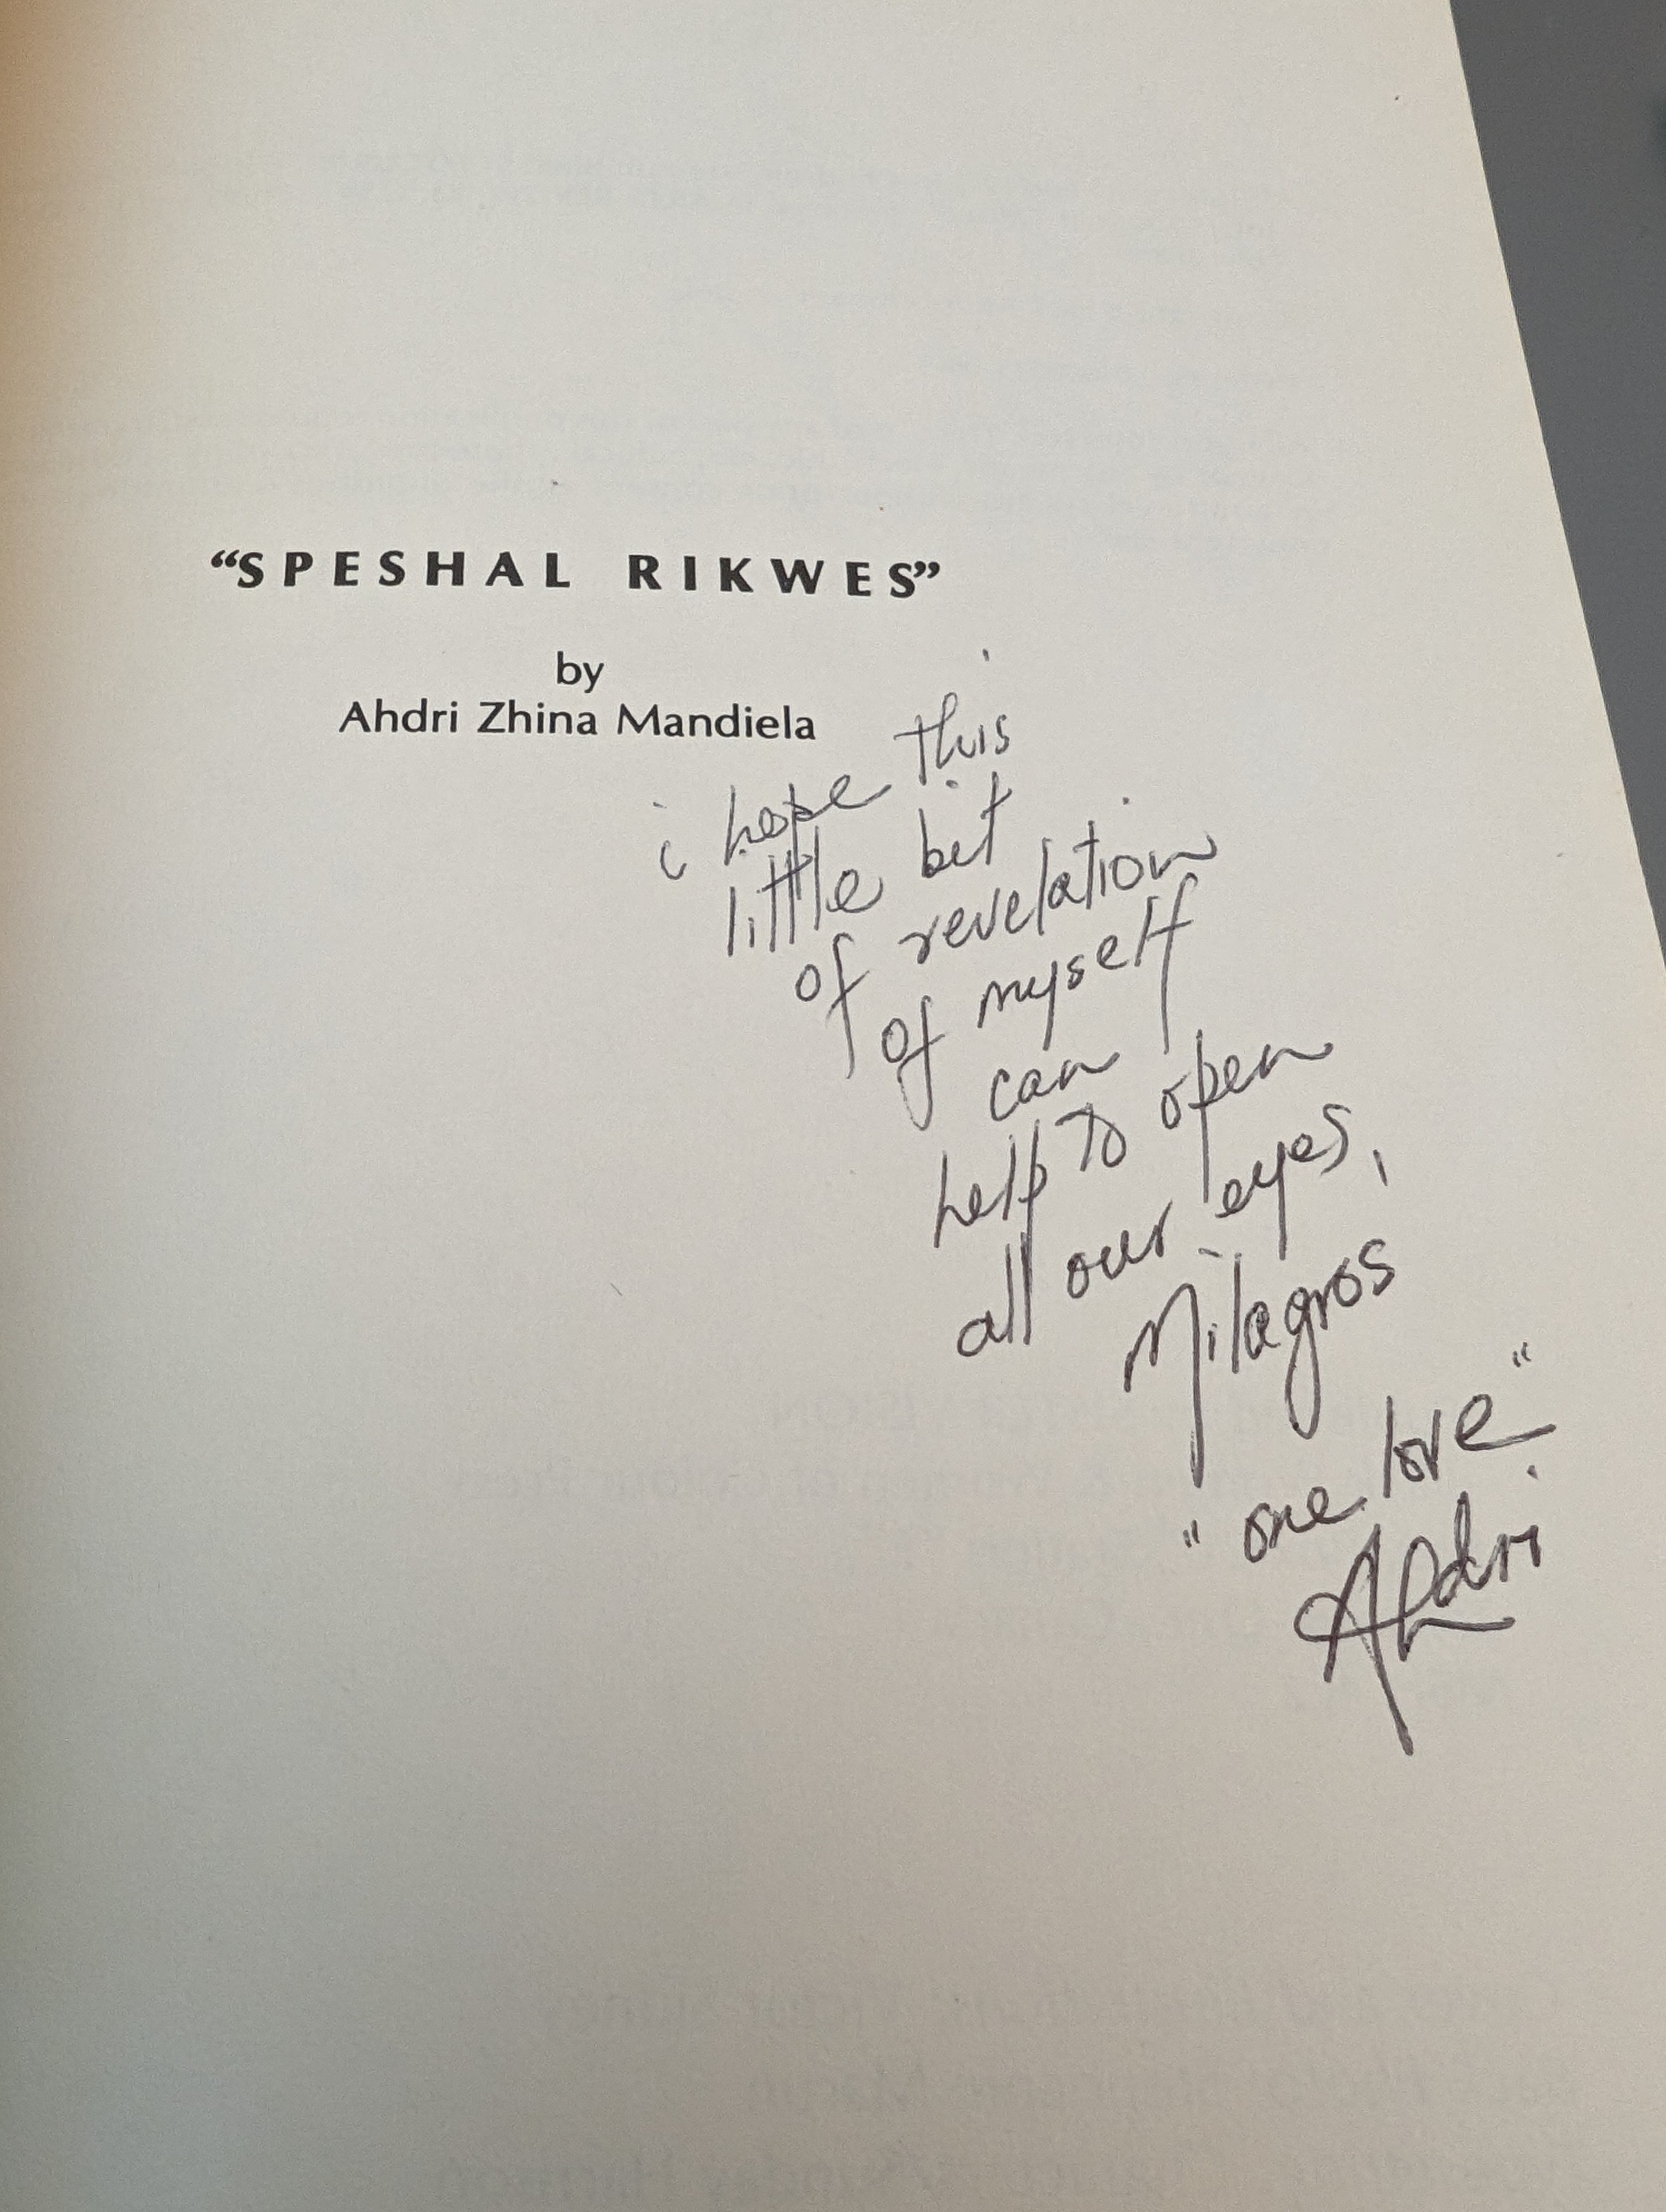 “SPESHAL RIKWES”
by
Ahdri Zhina Mandiela
i hope this
little bit
of revelation
of myself
can
help to open
all our eyes,
Milagros
"one love"
Ahdri